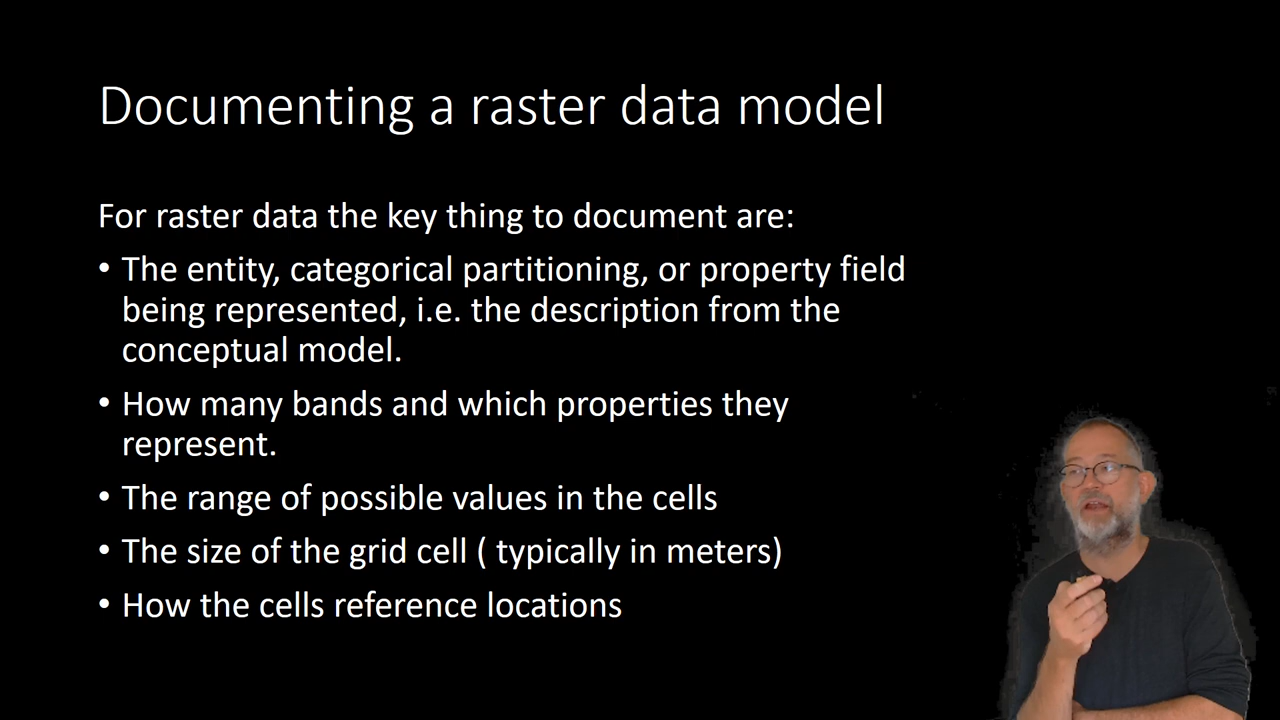 Documenting a raster data model
For raster data the key thing to document are:
• The entity, categorical partitioning, or property field
being represented, i.e. the description from the
conceptual model.
• How many bands and which properties they
represent.
• The range of possible values in the cells
• The size of the grid cell ( typically in meters)
• How the cells reference locations